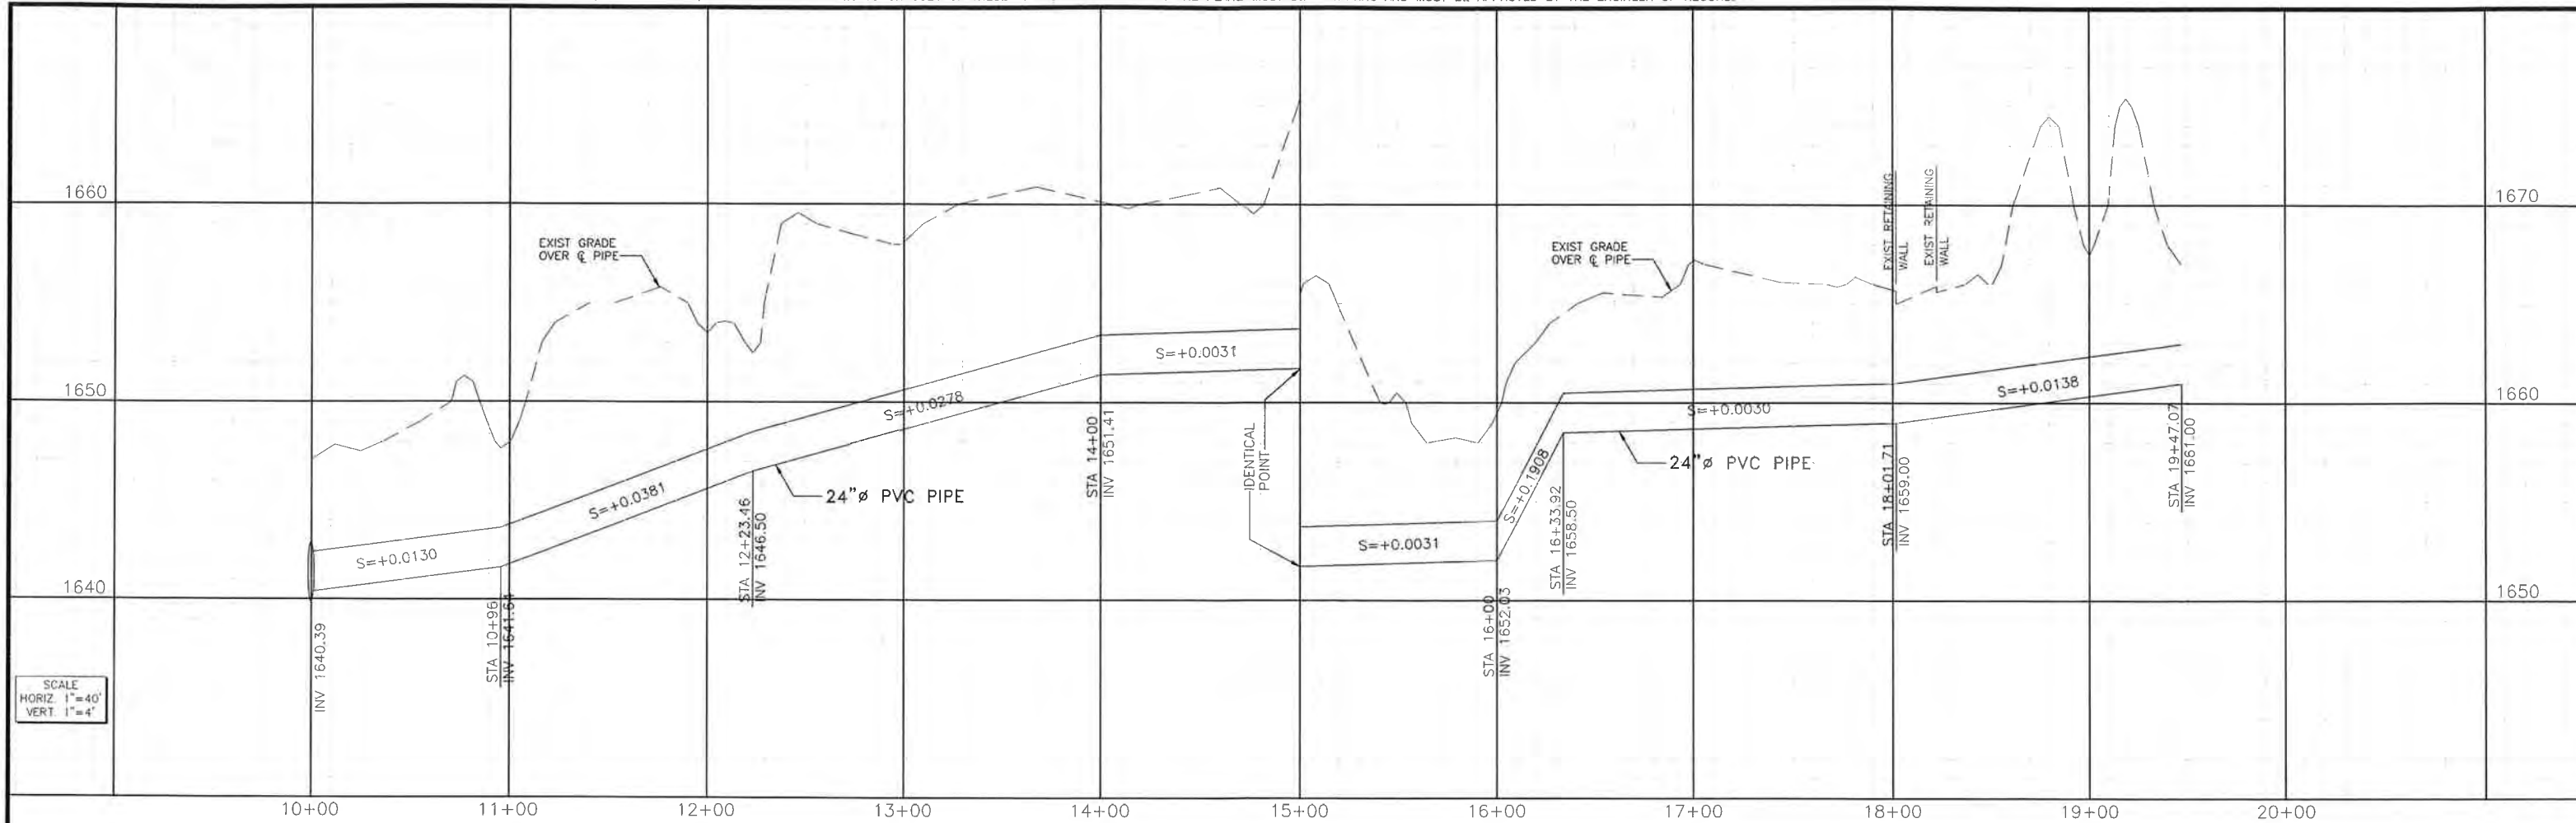 1660
1650
1640
SCALE
HORIZ. 1"=40'
VERT. 1"=4'
INV 1640.39
S=+0.0130
STA 10+96
INV 1641.64
EXIST GRADE
OVER ℄ PIPE
S=+0.0381
STA 12+23.46
INV 1646.50
24"ø PVC PIPE
S=+0.0278
STA 14+00
INV 1651.41
S=+0.0031
IDENTICAL
POINT
S=+0.0031
STA 16+00
INV 1652.03
S=+0.1908
STA 16+33.92
INV 1658.50
EXIST GRADE
OVER ℄ PIPE
24"ø PVC PIPE
S=+0.0030
EXIST RETAINING
WALL
EXIST RETAINING
WALL
STA 18+01.71
INV 1659.00
S=+0.0138
STA 19+47.07
INV 1661.00
1670
1660
1650
10+00
11+00
12+00
13+00
14+00
15+00
16+00
17+00
18+00
19+00
20+00